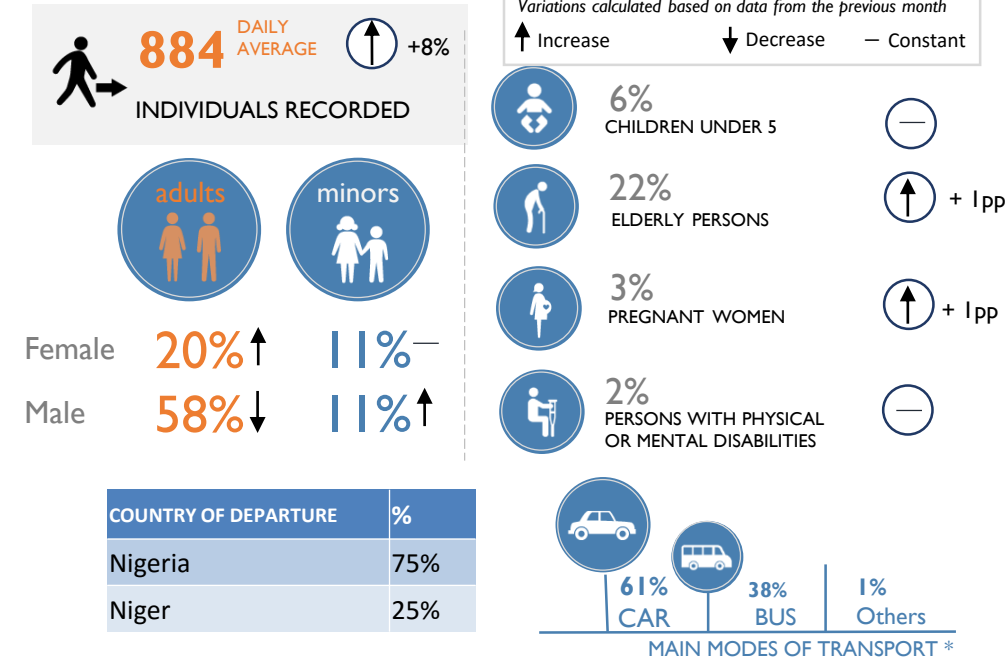 884 DAILY
AVERAGE
+8%
INDIVIDUALS RECORDED
Variations calculated based on data from the previous month
Increase
Decrease
– Constant
adults
minors
Female
20%
11%
Male
58%
11%
6%
CHILDREN UNDER 5
22%
ELDERLY PERSONS
+ 1pp
3%
PREGNANT WOMEN
+ 1pp
2%
PERSONS WITH PHYSICAL
OR MENTAL DISABILITIES
COUNTRY OF DEPARTURE %
Nigeria 75%
Niger 25%
61%
CAR
38%
BUS
1%
Others
MAIN MODES OF TRANSPORT *